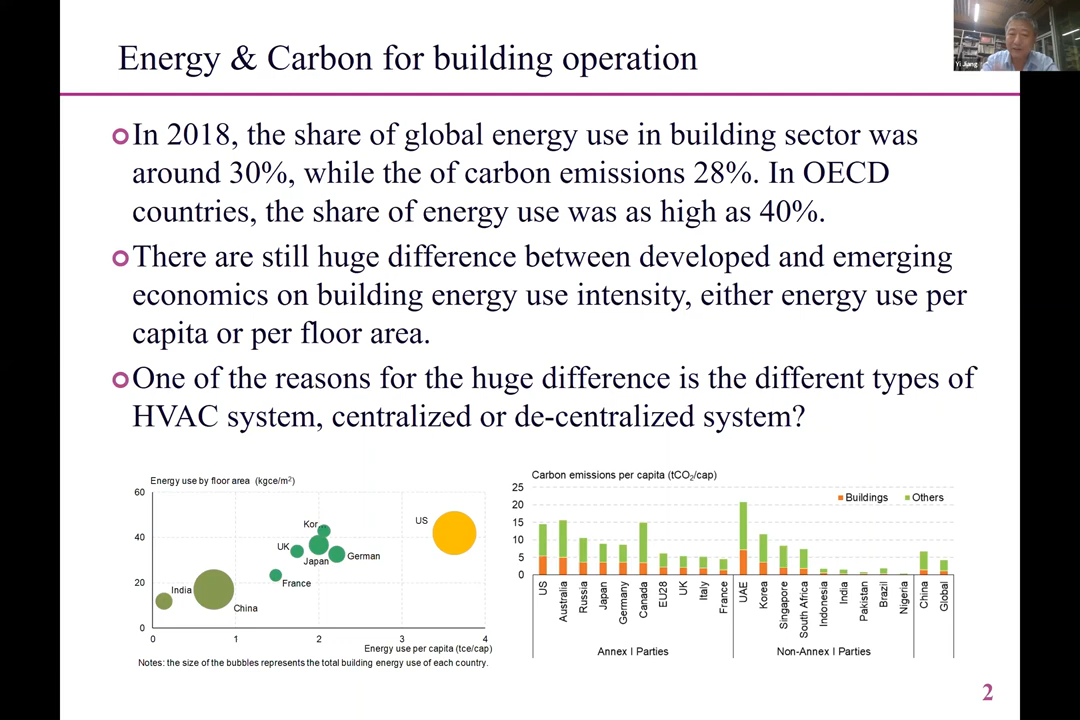 Energy & Carbon for building operation
Yi Jiang
In 2018, the share of global energy use in building sector was
around 30%, while the of carbon emissions 28%. In OECD
countries, the share of energy use was as high as 40%.
There are still huge difference between developed and emerging
economics on building energy use intensity, either energy use per
capita or per floor area.
One of the reasons for the huge difference is the different types of
HVAC system, centralized or de-centralized system?
Energy use by floor area (kgce/m²)
60
40
20
0
0 1 2 3 4
India
China
France
UK
Japan
Kor...
German
US
Energy use per capita (tce/cap)
Notes: the size of the bubbles represents the total building energy use of each country.
Carbon emissions per capita (tCO₂/cap)
25
20
15
10
5
0
Buildings Others
US
Australia
Russia
Japan
Germany
Canada
EU28
UK
Italy
France
UAE
Korea
Singapore
South Africa
Indonesia
India
Pakistan
Brazil
Nigeria
China
Global
Annex I Parties
Non-Annex I Parties
2